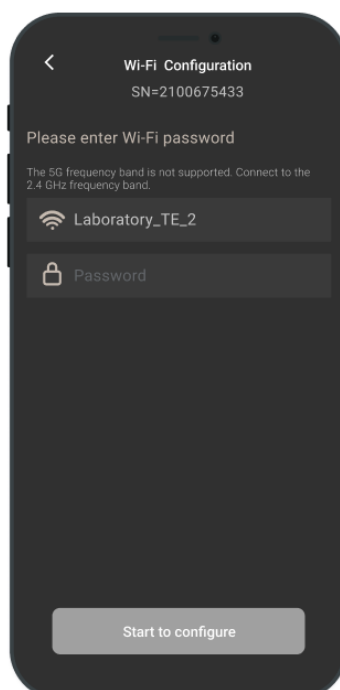 Wi-Fi Configuration
SN=2100675433
Please enter Wi-Fi password
The 5G frequency band is not supported. Connect to the
2.4 GHz frequency band.
Laboratory_TE_2
Password
Start to configure